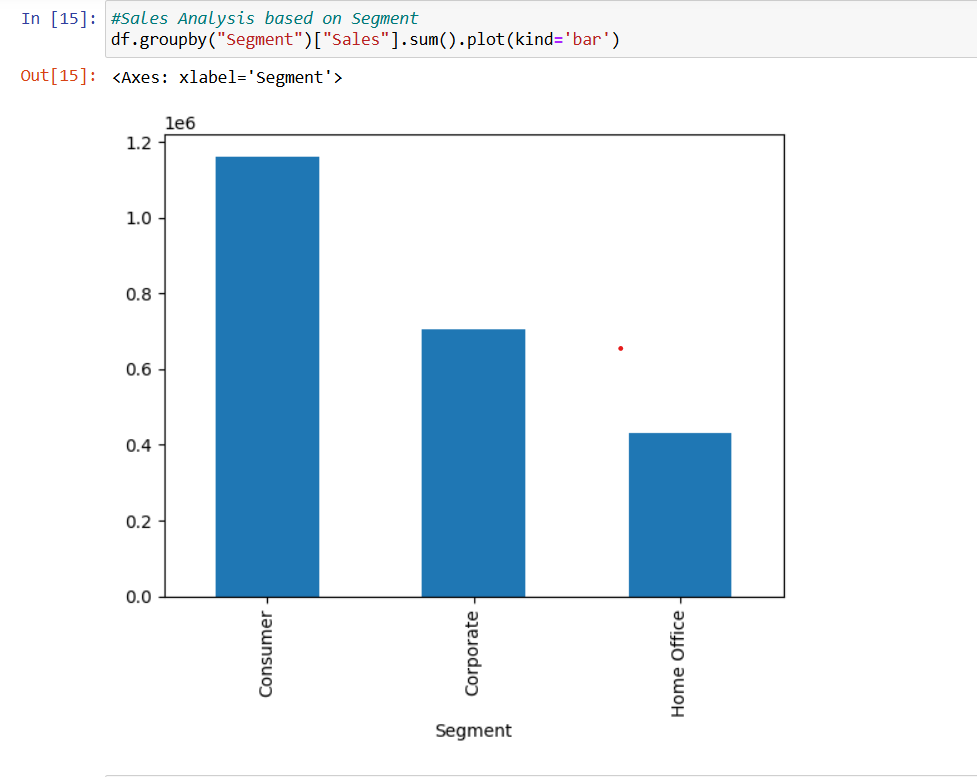 In [15]: #Sales Analysis based on Segment
df.groupby("Segment")["Sales"].sum().plot(kind='bar')
Out[15]: <Axes: xlabel='Segment'>
1e6
1.2
1.0
0.8
0.6
0.4
0.2
0.0
Consumer
Corporate
Home Office
Segment